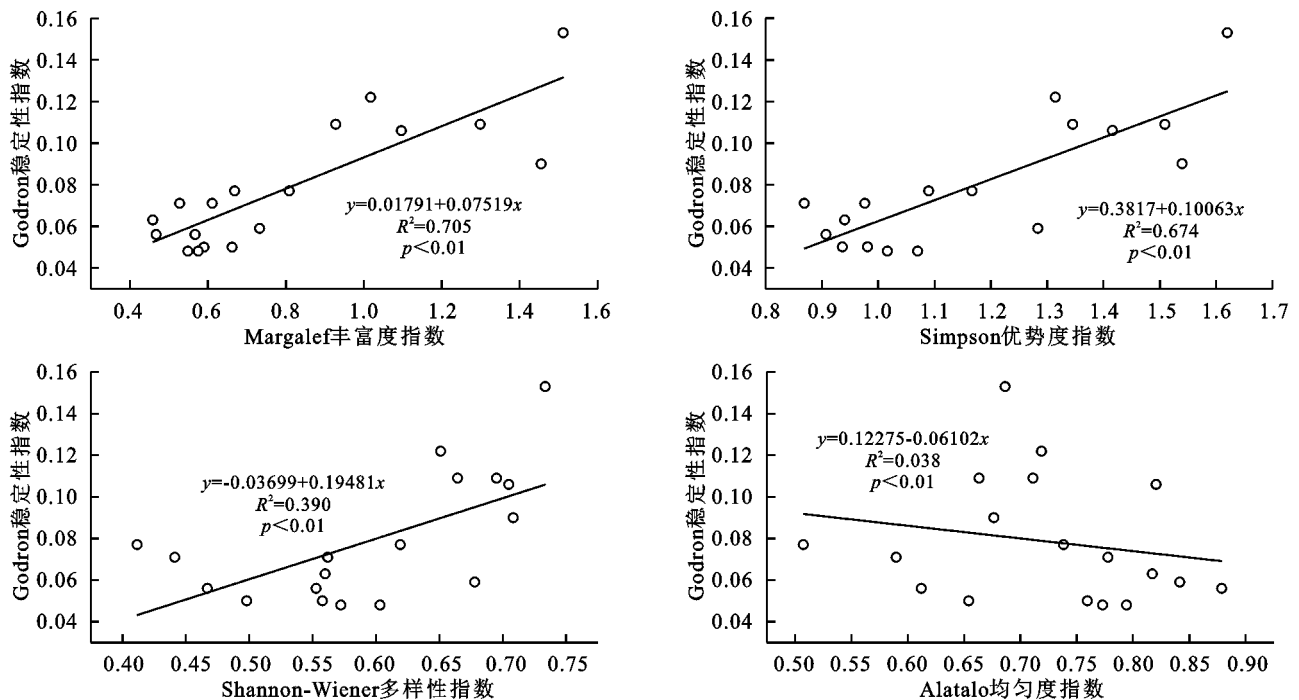 Godron稳定性指数
0.16
0.14
0.12
0.10
0.08
0.06
0.04
y=0.01791+0.07519x
R²=0.705
p<0.01
0.4 0.6 0.8 1.0 1.2 1.4 1.6
Margalef丰富度指数
Godron稳定性指数
0.16
0.12
0.08
0.04
y=0.3817+0.10063x
R²=0.674
p<0.01
0.8 0.9 1.0 1.1 1.2 1.3 1.4 1.5 1.6 1.7
Simpson优势度指数
Godron稳定性指数
0.16
0.14
0.12
0.10
0.08
0.06
0.04
y=-0.03699+0.19481x
R²=0.390
p<0.01
0.40 0.45 0.50 0.55 0.60 0.65 0.70 0.75
Shannon-Wiener多样性指数
Godron稳定性指数
0.16
0.14
0.12
0.10
0.08
0.06
0.04
y=0.12275-0.06102x
R²=0.038
p<0.01
0.50 0.55 0.60 0.65 0.70 0.75 0.80 0.85 0.90
Alatalo均匀度指数